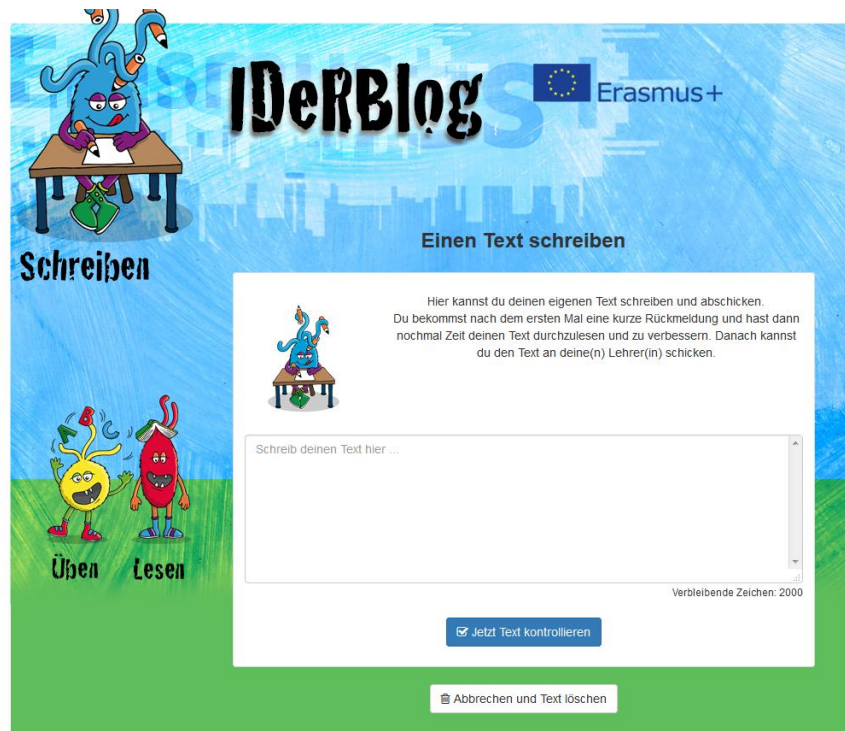 IDeRBlog
Erasmus+
Schreiben
Einen Text schreiben
Hier kannst du deinen eigenen Text schreiben und abschicken.
Du bekommst nach dem ersten Mal eine kurze Rückmeldung und hast dann
nochmal Zeit deinen Text durchzulesen und zu verbessern. Danach kannst
du den Text an deine(n) Lehrer(in) schicken.
Schreib deinen Text hier ...
Verbleibende Zeichen: 2000
Jetzt Text kontrollieren
Abbrechen und Text löschen
A B C
Üben Lesen